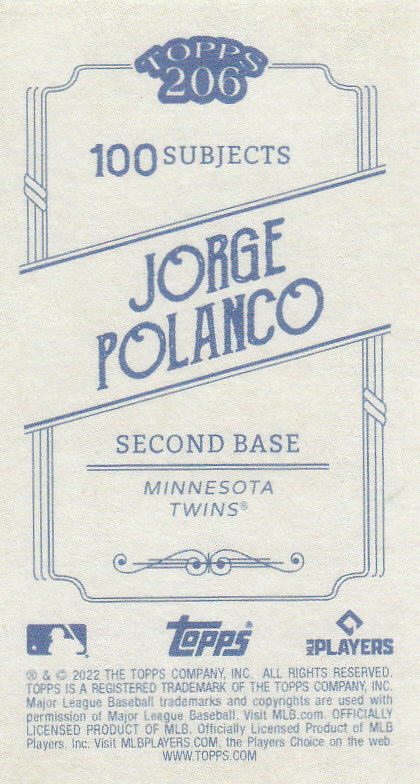 TOPPS
206
100 SUBJECTS
JORGE
POLANCO
SECOND BASE
MINNESOTA
TWINS®
Topps®
MLB PLAYERS
® & © 2022 THE TOPPS COMPANY, INC. ALL RIGHTS RESERVED.
TOPPS IS A REGISTERED TRADEMARK OF THE TOPPS COMPANY, INC.
Major League Baseball trademarks and copyrights are used with
permission of Major League Baseball. Visit MLB.com. OFFICIALLY
LICENSED PRODUCT OF MLB. Officially Licensed Product of MLB
Players, Inc. Visit MLBPLAYERS.COM, the Players Choice on the web.
WWW.TOPPS.COM